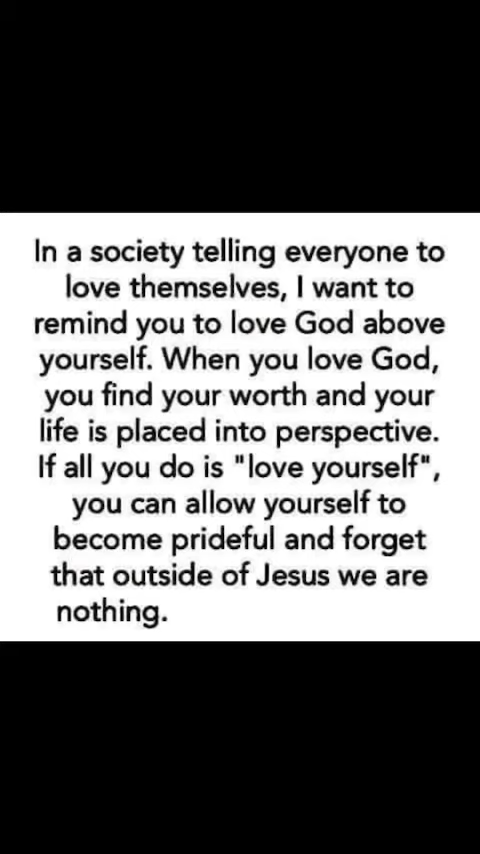 In a society telling everyone to
love themselves, I want to
remind you to love God above
yourself. When you love God,
you find your worth and your
life is placed into perspective.
If all you do is "love yourself",
you can allow yourself to
become prideful and forget
that outside of Jesus we are
nothing.